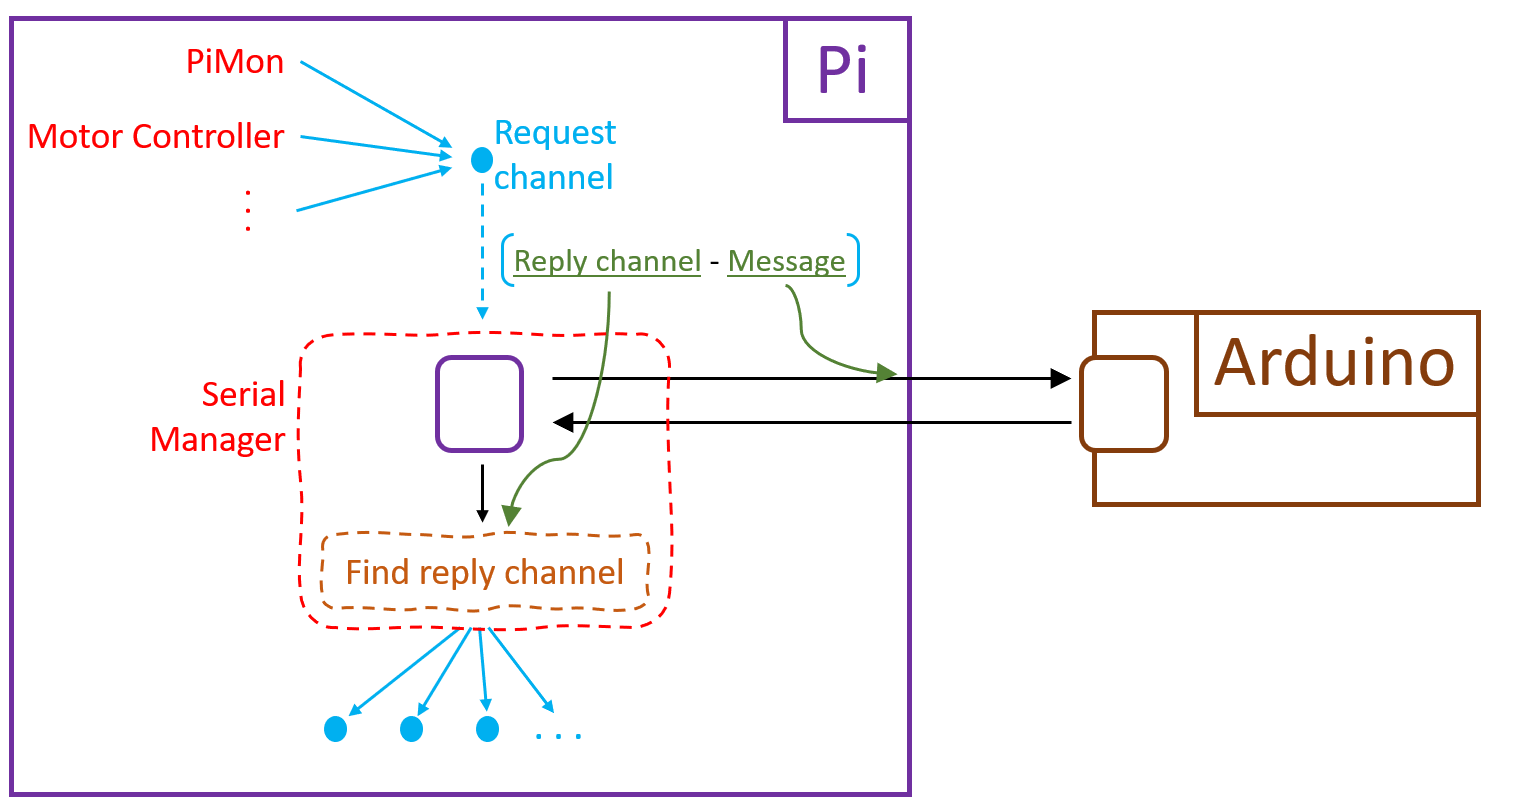 Pi
PiMon
Motor Controller
Request
channel
Reply channel - Message
Arduino
Serial
Manager
Find reply channel